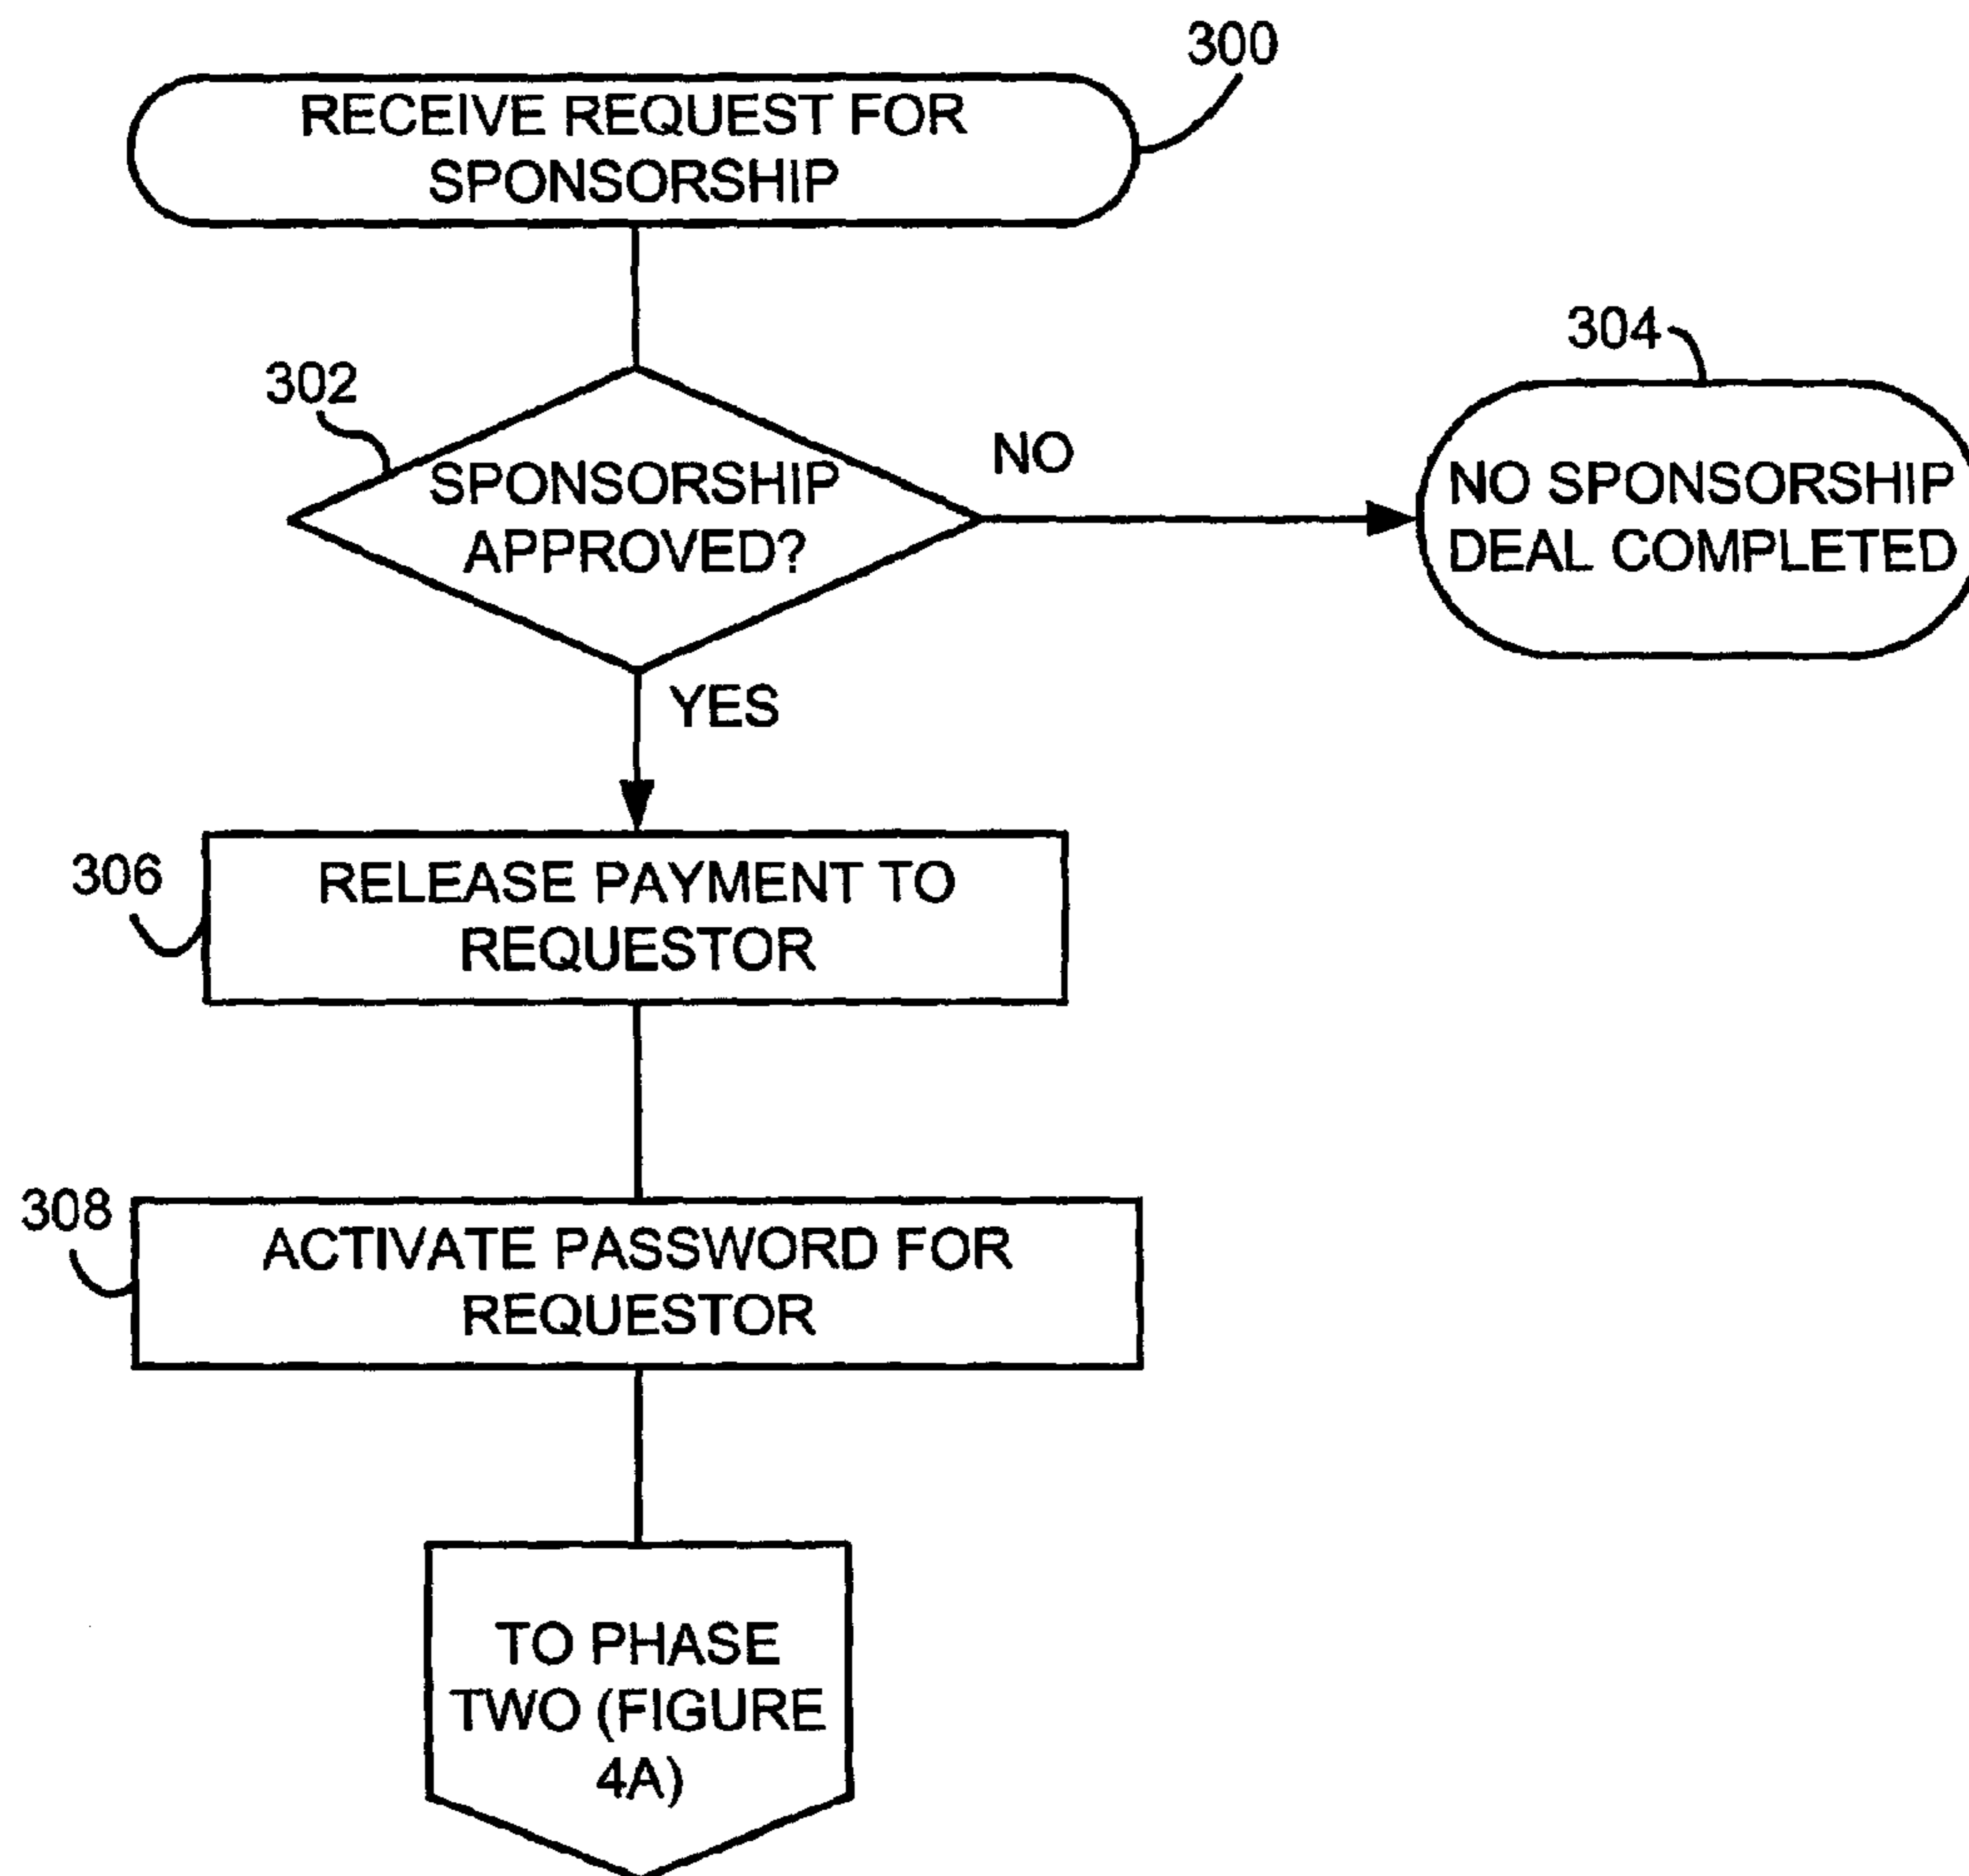 300
RECEIVE REQUEST FOR
SPONSORSHIP
304
302
NO
SPONSORSHIP
APPROVED?
NO SPONSORSHIP
DEAL COMPLETED
YES
306
RELEASE PAYMENT TO
REQUESTOR
308
ACTIVATE PASSWORD FOR
REQUESTOR
TO PHASE
TWO (FIGURE
4A)